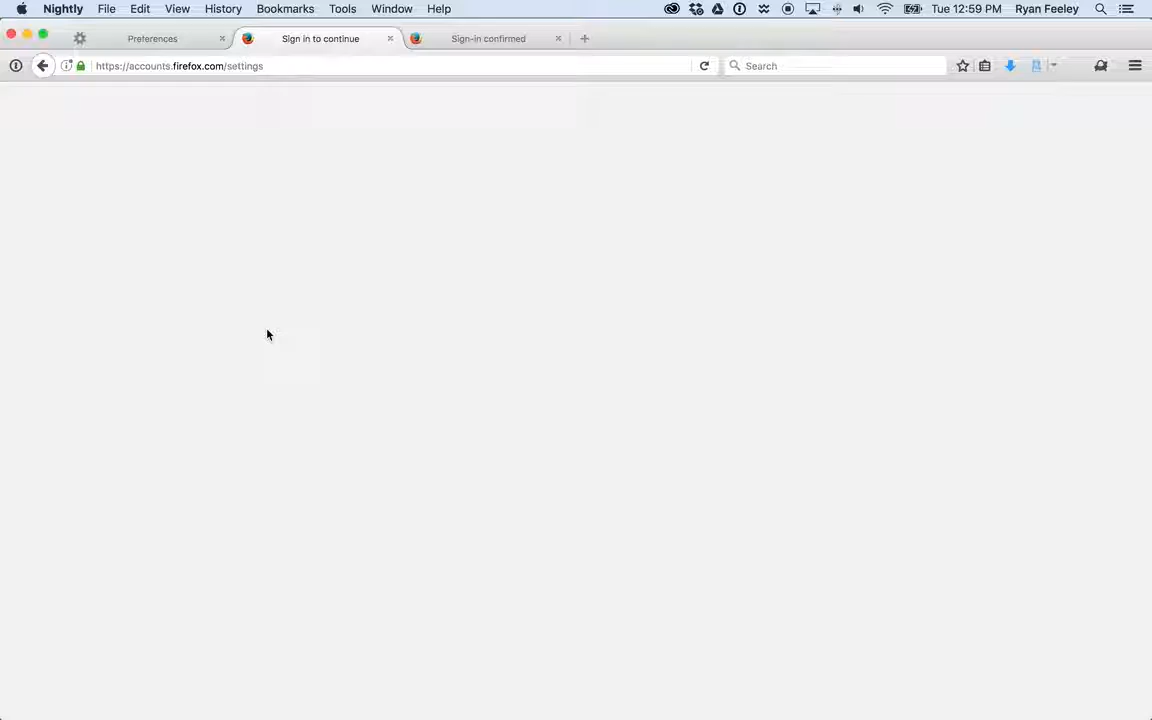 Nightly File Edit View History Bookmarks Tools Window Help Tue 12:59 PM Ryan Feeley
Preferences Sign in to continue Sign-in confirmed
https://accounts.firefox.com/settings Search